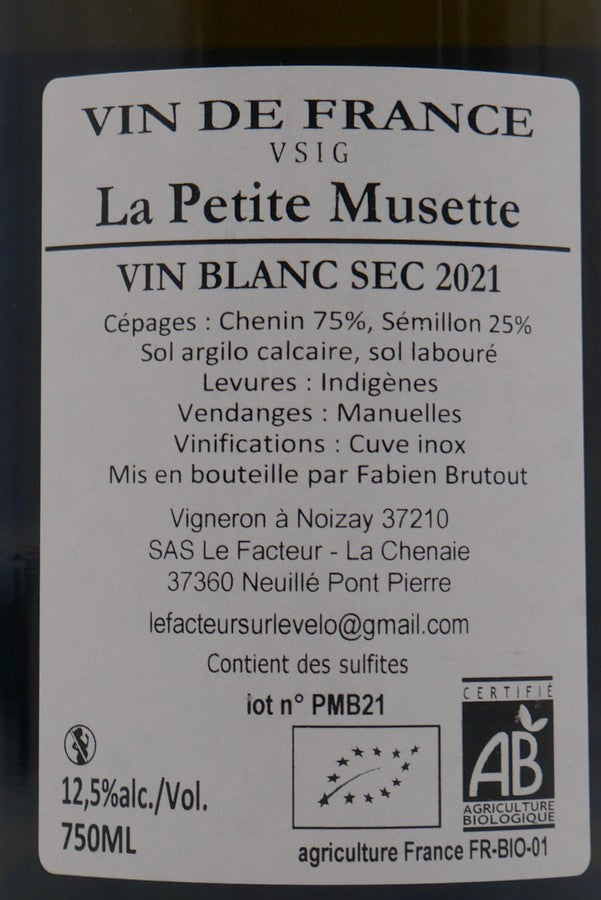 VIN DE FRANCE
VSIG
La Petite Musette
VIN BLANC SEC 2021
Cépages : Chenin 75%, Sémillon 25%
Sol argilo calcaire, sol labouré
Levures : Indigènes
Vendanges : Manuelles
Vinifications : Cuve inox
Mis en bouteille par Fabien Brutout
Vigneron à Noizay 37210
SAS Le Facteur - La Chenaie
37360 Neuillé Pont Pierre
lefacteursurlevelo@gmail.com
Contient des sulfites
lot n° PMB21
12,5%alc./Vol.
750ML
CERTIFIÉ
AB
AGRICULTURE
BIOLOGIQUE
agriculture France FR-BIO-01